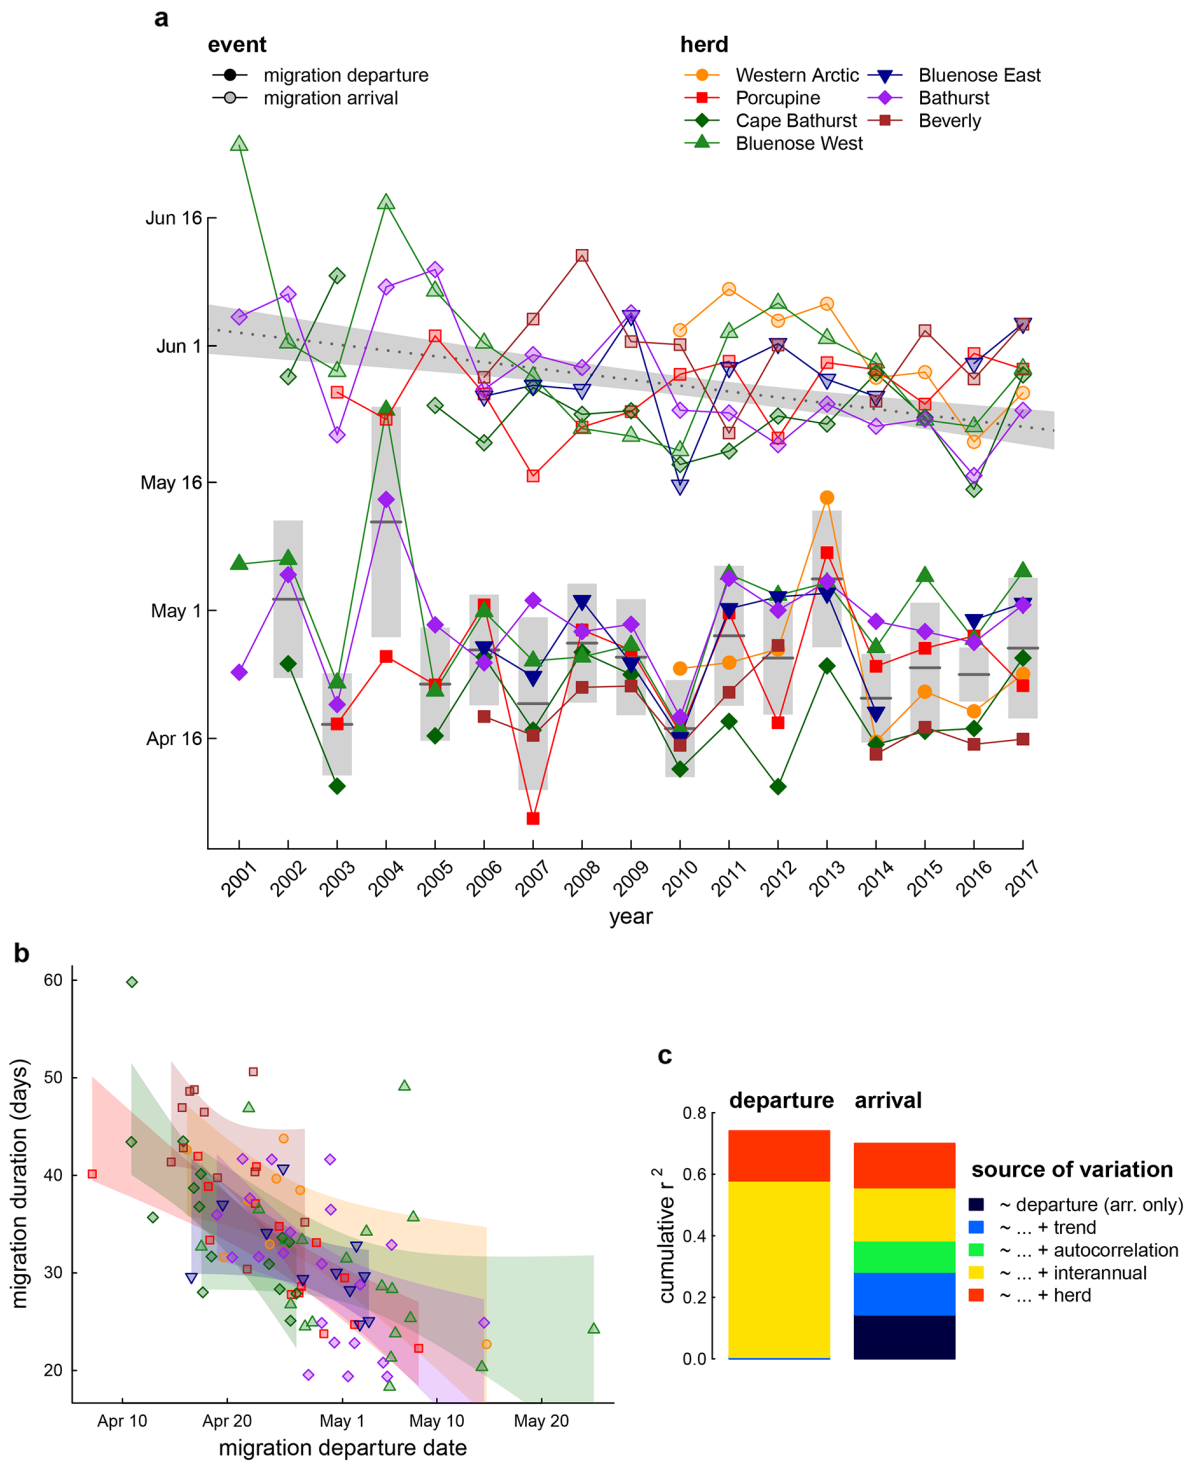 a
event
migration departure
migration arrival
herd
Western Arctic
Porcupine
Cape Bathurst
Bluenose West
Bluenose East
Bathurst
Beverly
Jun 16
Jun 1
May 16
May 1
Apr 16
2001 2002 2003 2004 2005 2006 2007 2008 2009 2010 2011 2012 2013 2014 2015 2016 2017
year
b
migration duration (days)
60
50
40
30
20
Apr 10 Apr 20 May 1 May 10 May 20
migration departure date
c
departure arrival
cumulative r²
0.8
0.6
0.4
0.2
0.0
source of variation
~ departure (arr. only)
~ ... + trend
~ ... + autocorrelation
~ ... + interannual
~ ... + herd